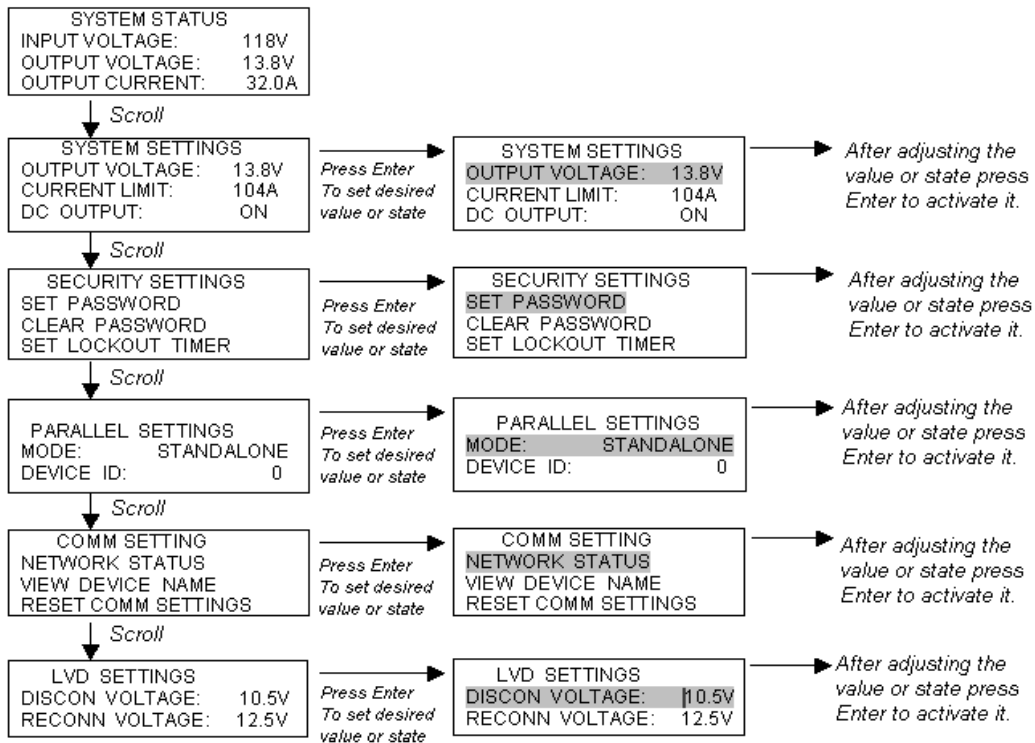 SYSTEM STATUS
INPUT VOLTAGE: 118V
OUTPUT VOLTAGE: 13.8V
OUTPUT CURRENT: 32.0A
Scroll
SYSTEM SETTINGS
OUTPUT VOLTAGE: 13.8V
CURRENT LIMIT: 104A
DC OUTPUT: ON
Press Enter
To set desired
value or state
SYSTEM SETTINGS
OUTPUT VOLTAGE: 13.8V
CURRENT LIMIT: 104A
DC OUTPUT: ON
After adjusting the
value or state press
Enter to activate it.
Scroll
SECURITY SETTINGS
SET PASSWORD
CLEAR PASSWORD
SET LOCKOUT TIMER
Press Enter
To set desired
value or state
SECURITY SETTINGS
SET PASSWORD
CLEAR PASSWORD
SET LOCKOUT TIMER
After adjusting the
value or state press
Enter to activate it.
Scroll
PARALLEL SETTINGS
MODE: STANDALONE
DEVICE ID: 0
Press Enter
To set desired
value or state
PARALLEL SETTINGS
MODE: STANDALONE
DEVICE ID: 0
After adjusting the
value or state press
Enter to activate it.
Scroll
COMM SETTING
NETWORK STATUS
VIEW DEVICE NAME
RESET COMM SETTINGS
Press Enter
To set desired
value or state
COMM SETTING
NETWORK STATUS
VIEW DEVICE NAME
RESET COMM SETTINGS
After adjusting the
value or state press
Enter to activate it.
Scroll
LVD SETTINGS
DISCON VOLTAGE: 10.5V
RECONN VOLTAGE: 12.5V
Press Enter
To set desired
value or state
LVD SETTINGS
DISCON VOLTAGE: 10.5V
RECONN VOLTAGE: 12.5V
After adjusting the
value or state press
Enter to activate it.